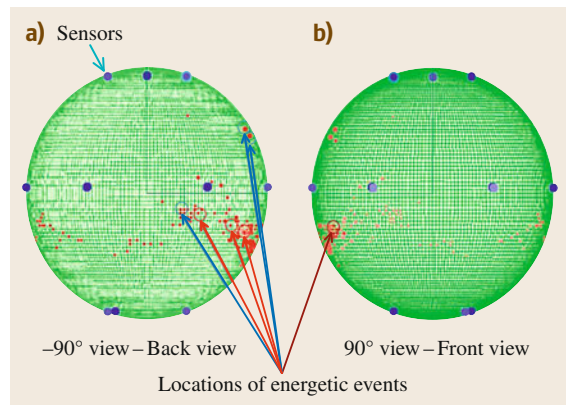 a) Sensors
b)
–90° view – Back view
90° view – Front view
Locations of energetic events